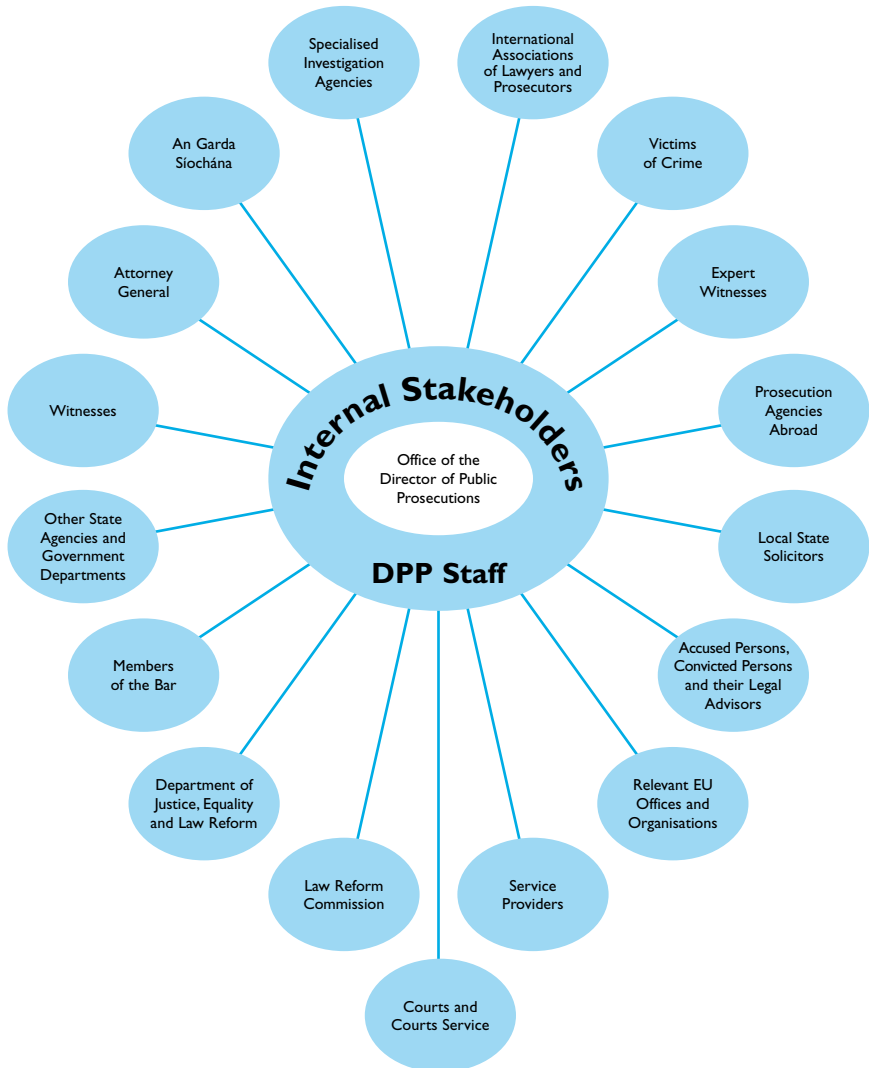 Specialised
Investigation
Agencies
International
Associations
of Lawyers and
Prosecutors
An Garda
Síochána
Victims
of Crime
Attorney
General
Expert
Witnesses
Witnesses
Prosecution
Agencies
Abroad
Internal Stakeholders
Office of the
Director of Public
Prosecutions
DPP Staff
Other State
Agencies and
Government
Departments
Local State
Solicitors
Members
of the Bar
Accused Persons,
Convicted Persons
and their Legal
Advisors
Department of
Justice, Equality
and Law Reform
Relevant EU
Offices and
Organisations
Law Reform
Commission
Service
Providers
Courts and
Courts Service